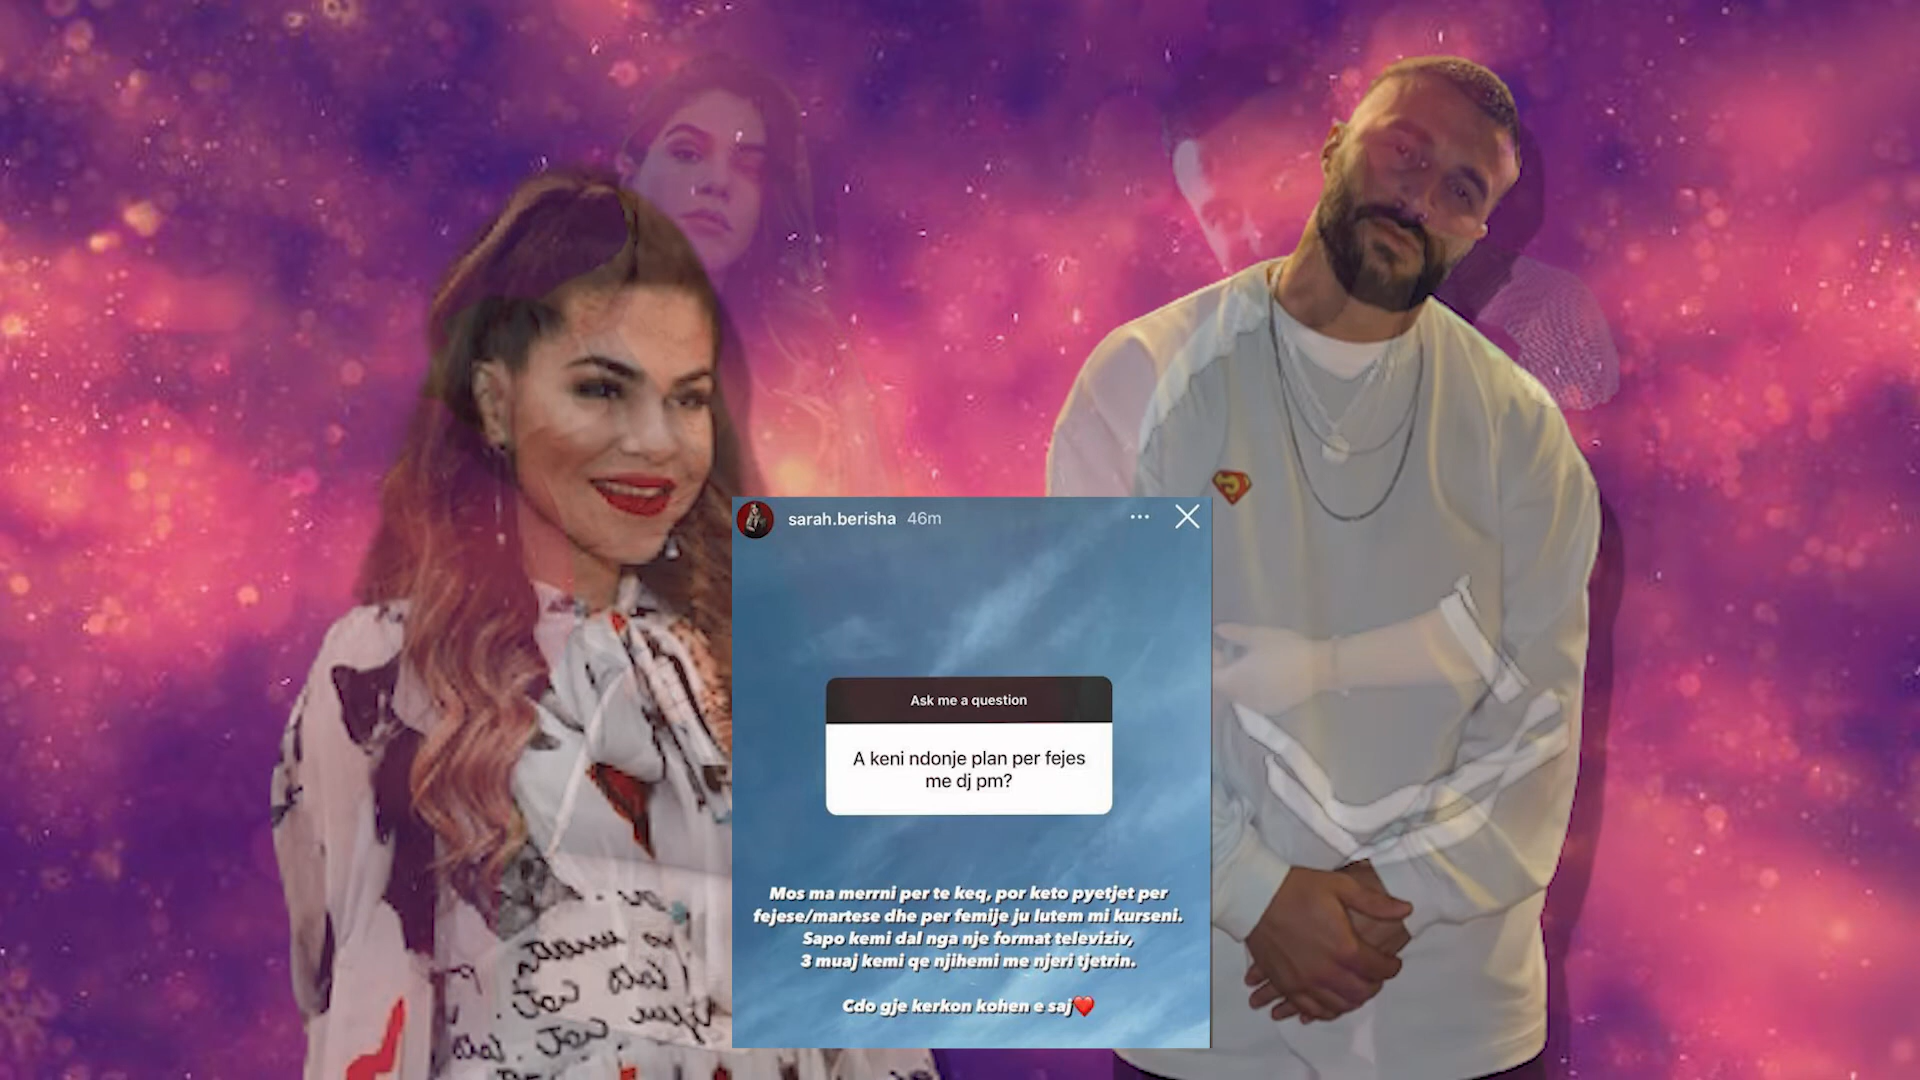 sarah.berisha 46m
Ask me a question
A keni ndonje plan per fejes
me dj pm?
Mos ma merrni per te keq, por keto pyetjet per
fejese/martese dhe per femije ju lutem mi kurseni.
Sapo kemi dal nga nje format televiziv,
3 muaj kemi qe njihemi me njeri tjetrin.
Cdo gje kerkon kohen e saj❤️